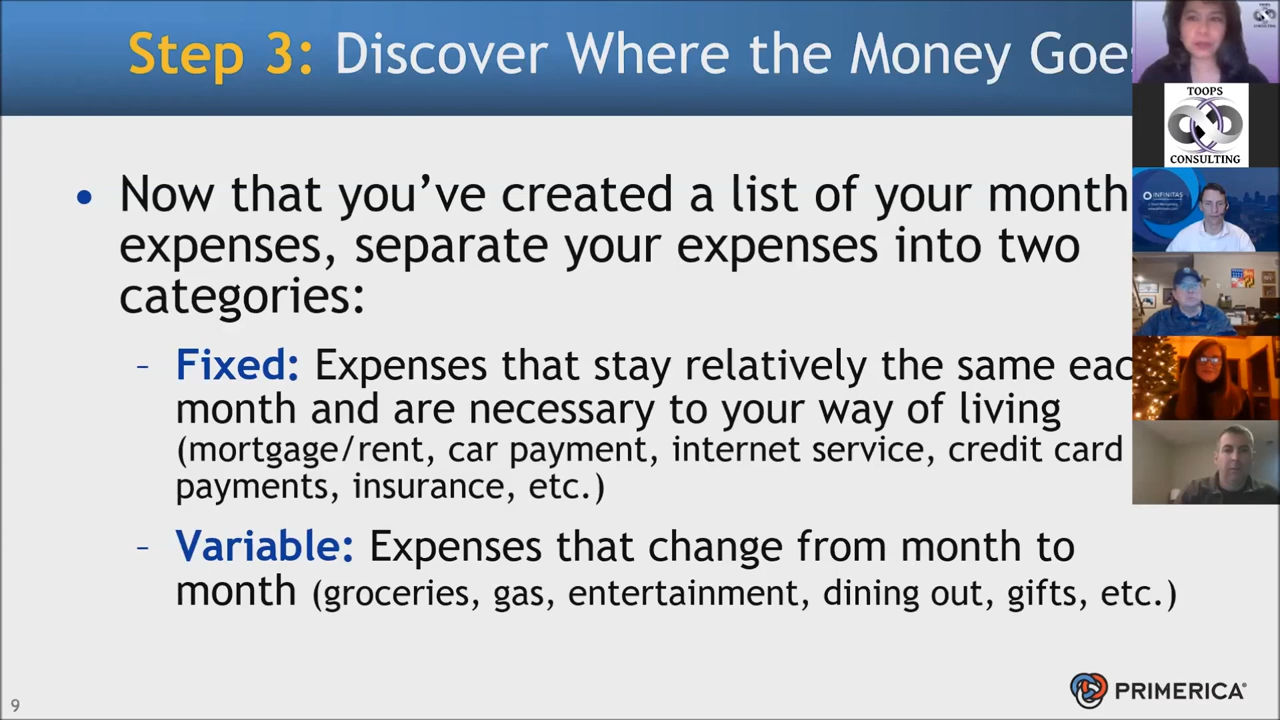 Step 3: Discover Where the Money Goes
• Now that you’ve created a list of your month
expenses, separate your expenses into two
categories:
– Fixed: Expenses that stay relatively the same eac
month and are necessary to your way of living
(mortgage/rent, car payment, internet service, credit card
payments, insurance, etc.)
– Variable: Expenses that change from month to
month (groceries, gas, entertainment, dining out, gifts, etc.)
9
PRIMERICA
TOOPS
CONSULTING
INFINITAS